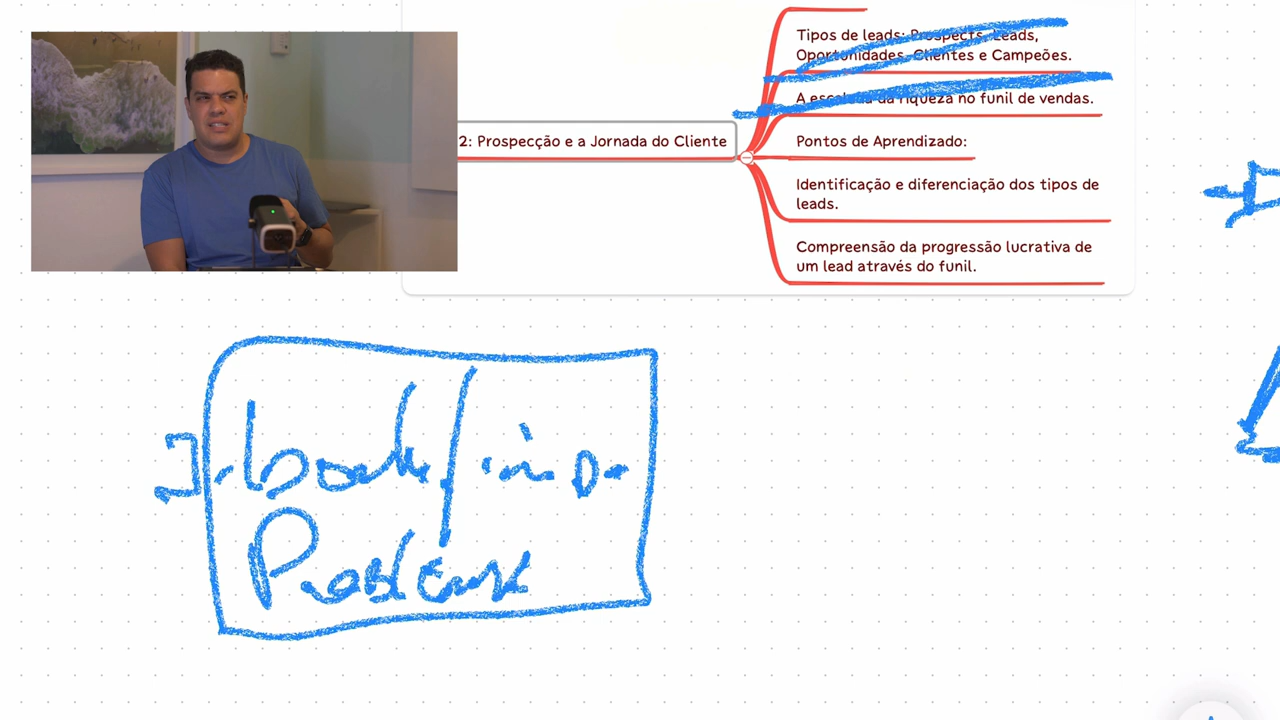 Tipos de leads: Prospects, Leads,
Oportunidades, Clientes e Campeões.
A escalada da riqueza no funil de vendas.
2: Prospecção e a Jornada do Cliente
Pontos de Aprendizado:
Identificação e diferenciação dos tipos de
leads.
Compreensão da progressão lucrativa de
um lead através do funil.